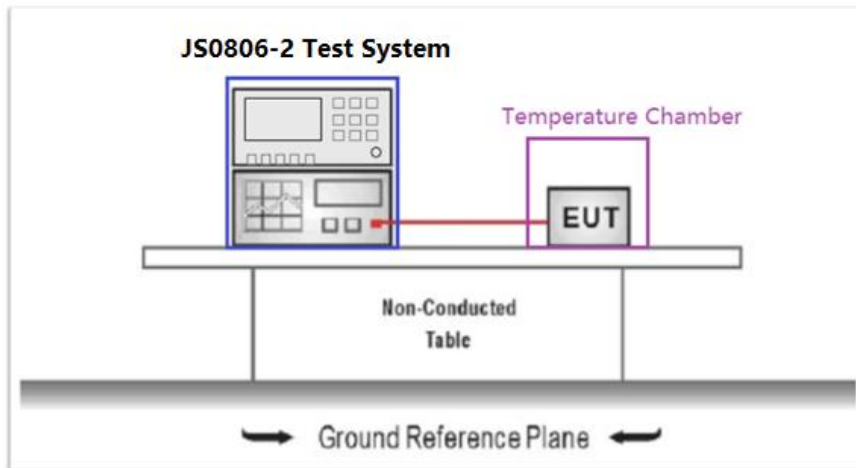 JS0806-2 Test System
Temperature Chamber
EUT
Non-Conducted
Table
Ground Reference Plane